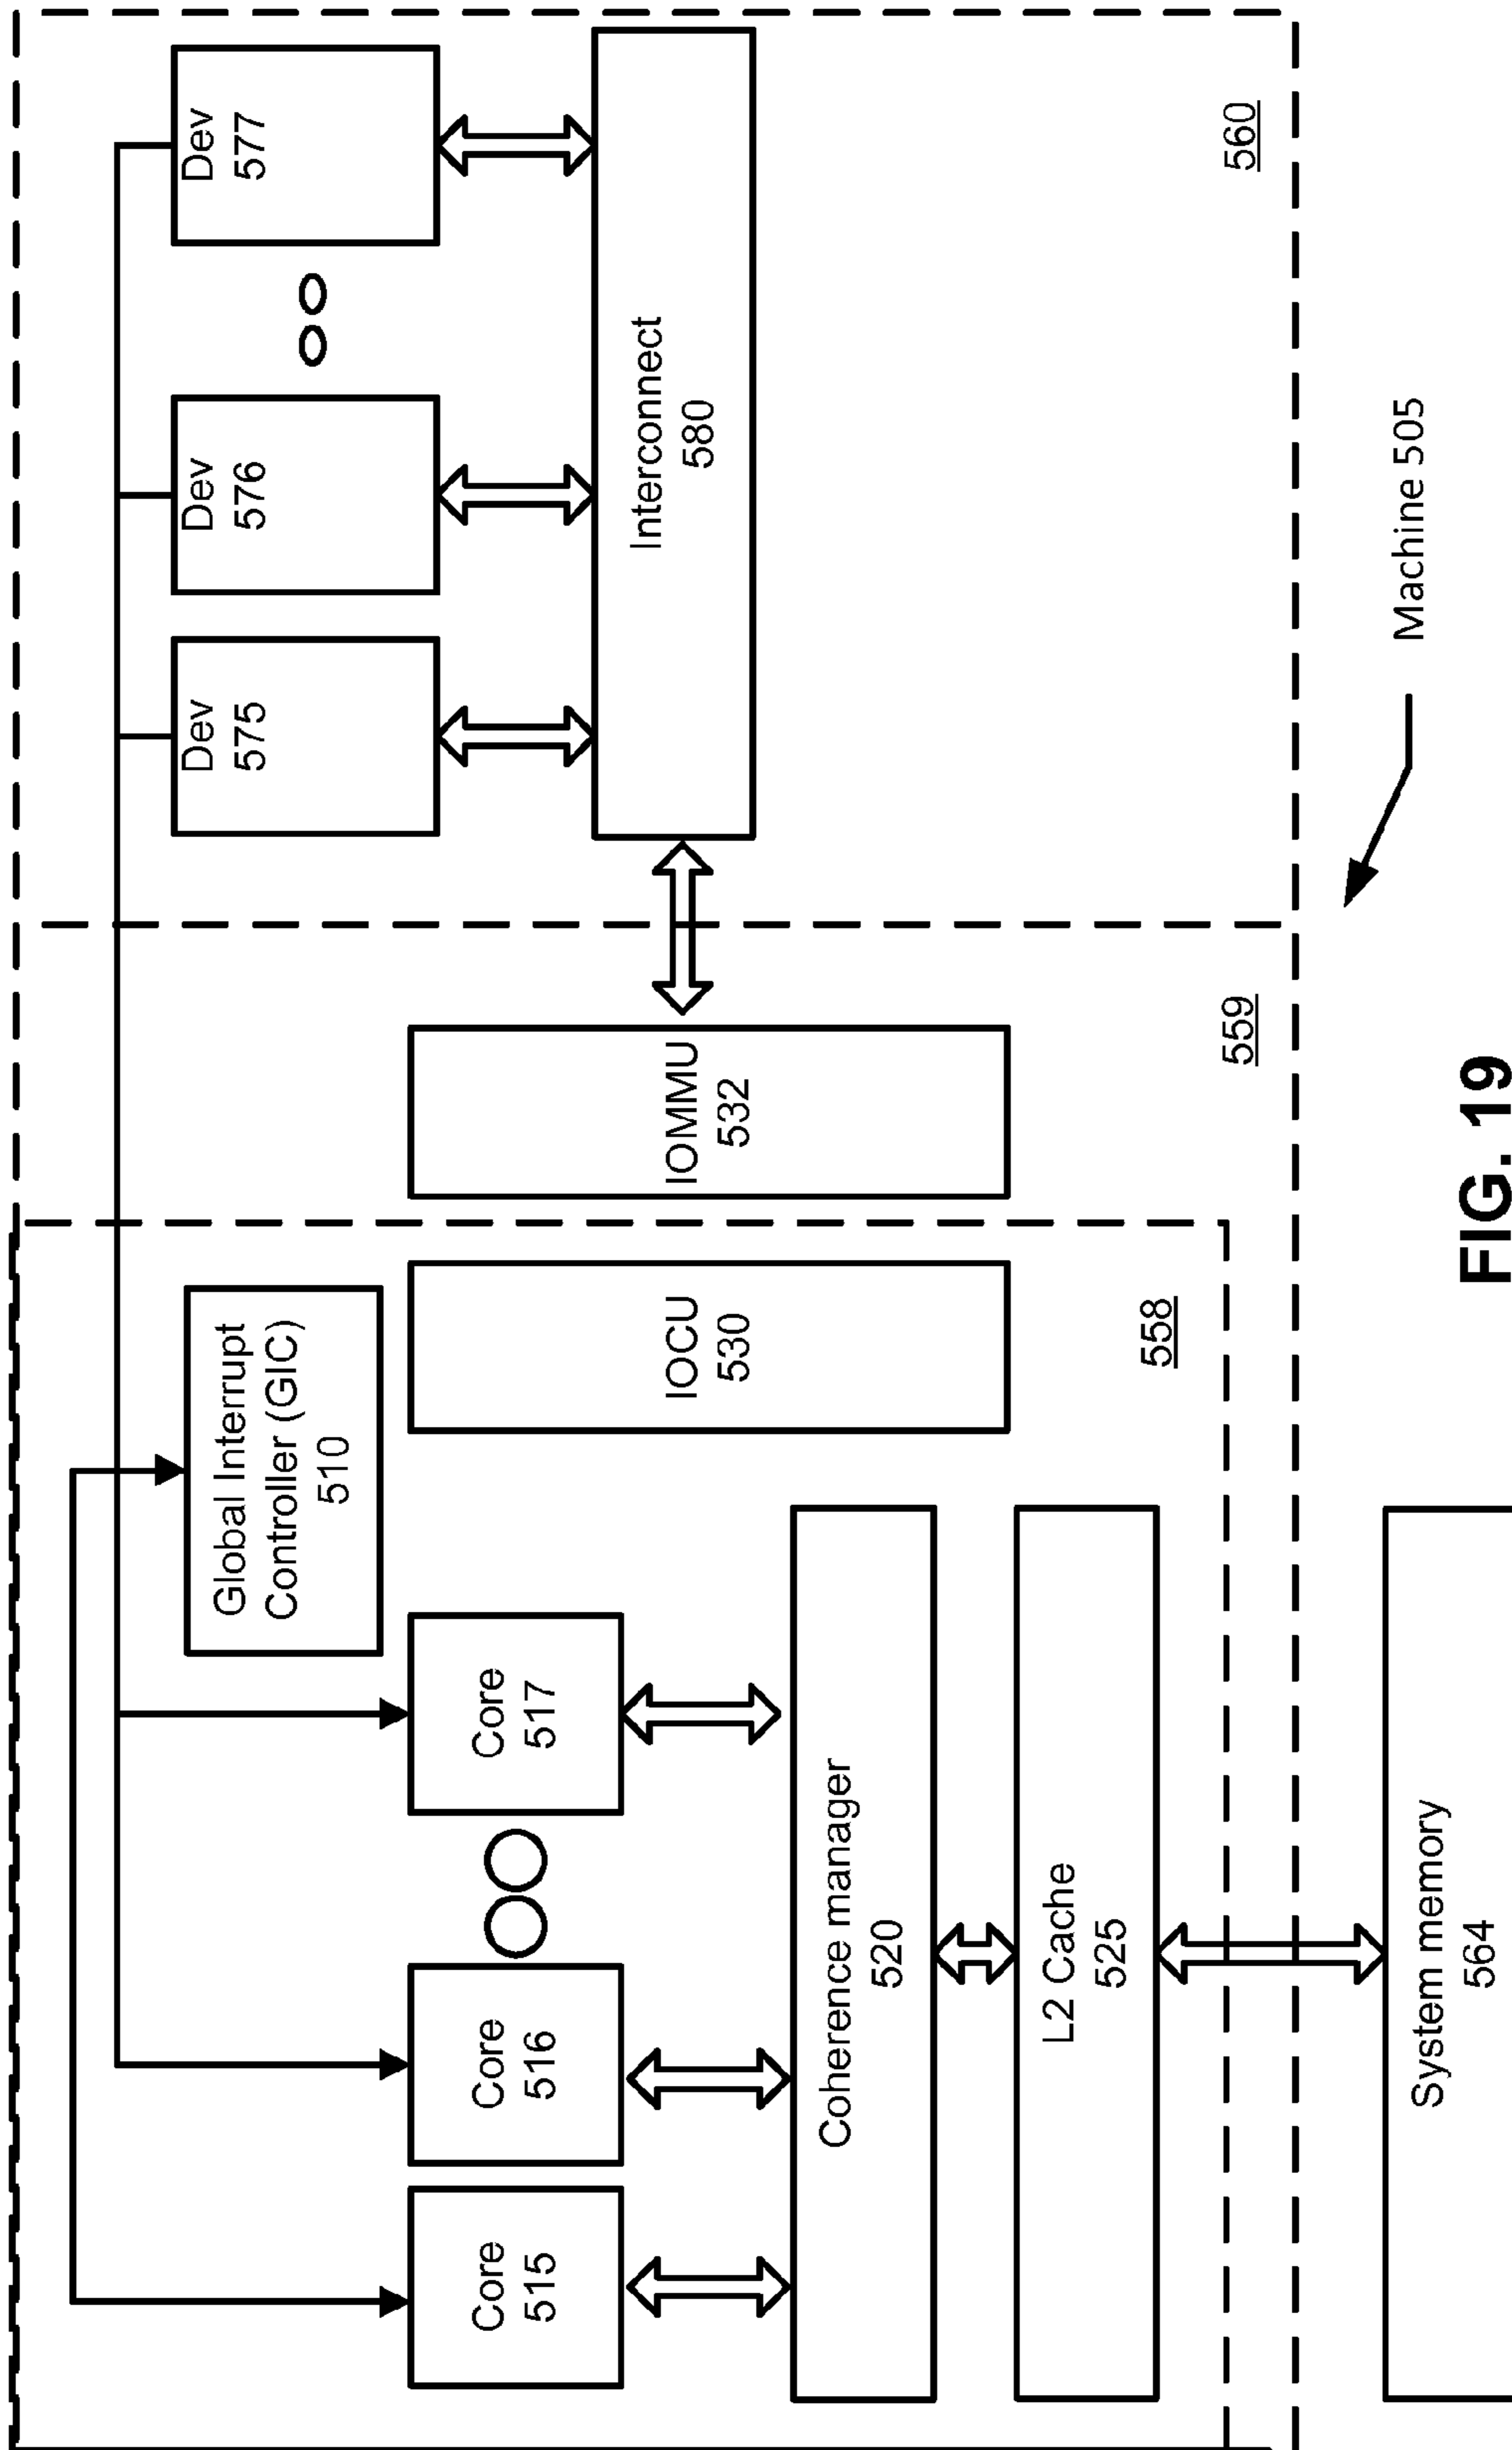 Global Interrupt
Controller (GIC)
510
Dev
575
Dev
576
Dev
577
Core
515
Core
516
Core
517
IOCU
530
IOMMU
532
Interconnect
580
Coherence manager
520
L2 Cache
525
558
559
560
System memory
564
Machine 505
FIG. 19